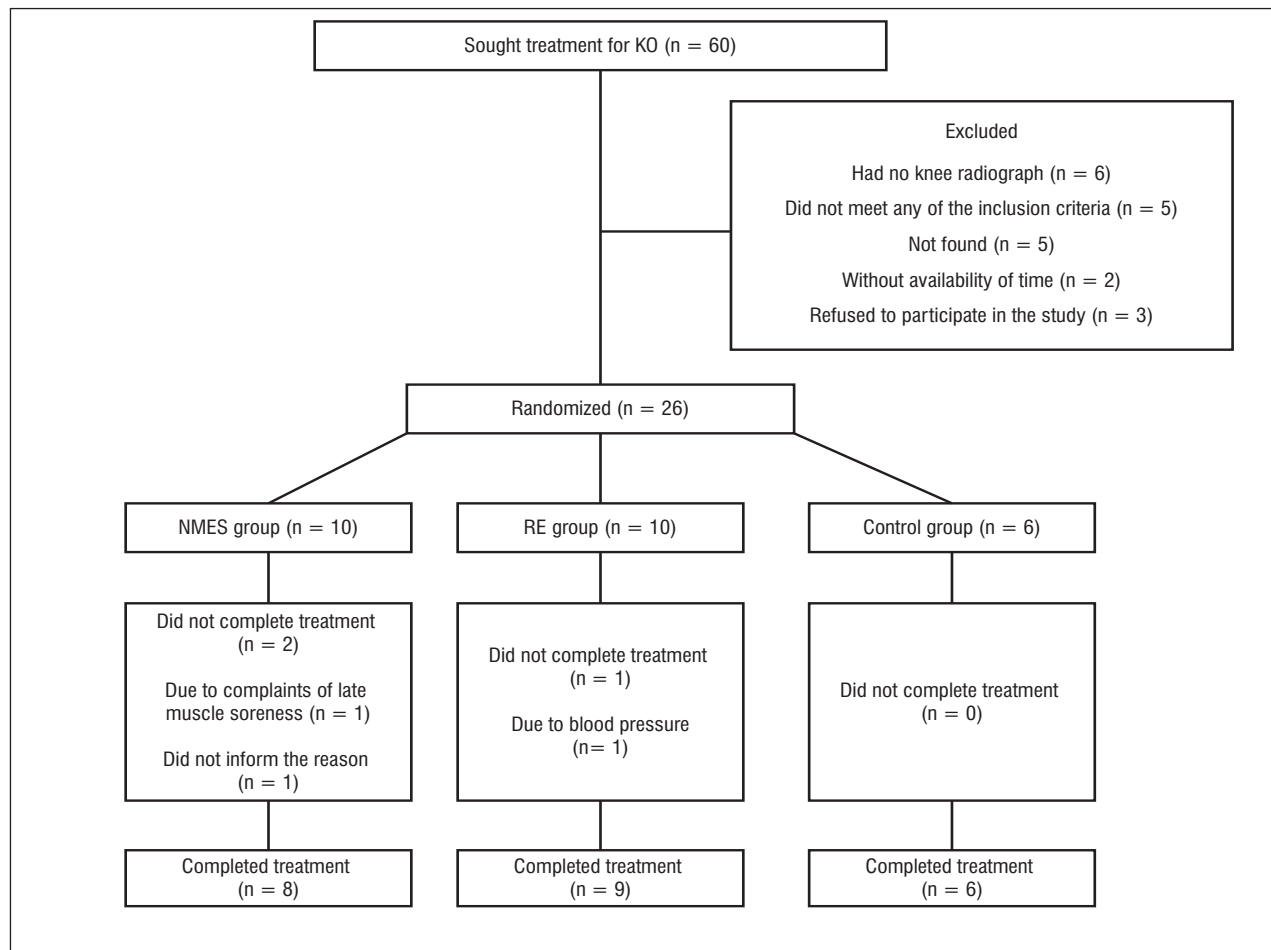 Sought treatment for KO (n = 60)
Excluded
Had no knee radiograph (n = 6)
Did not meet any of the inclusion criteria (n = 5)
Not found (n = 5)
Without availability of time (n = 2)
Refused to participate in the study (n = 3)
Randomized (n = 26)
NMES group (n = 10)
RE group (n = 10)
Control group (n = 6)
Did not complete treatment
(n = 2)
Due to complaints of late
muscle soreness (n = 1)
Did not inform the reason
(n = 1)
Did not complete treatment
(n = 1)
Due to blood pressure
(n= 1)
Did not complete treatment
(n = 0)
Completed treatment
(n = 8)
Completed treatment
(n = 9)
Completed treatment
(n = 6)